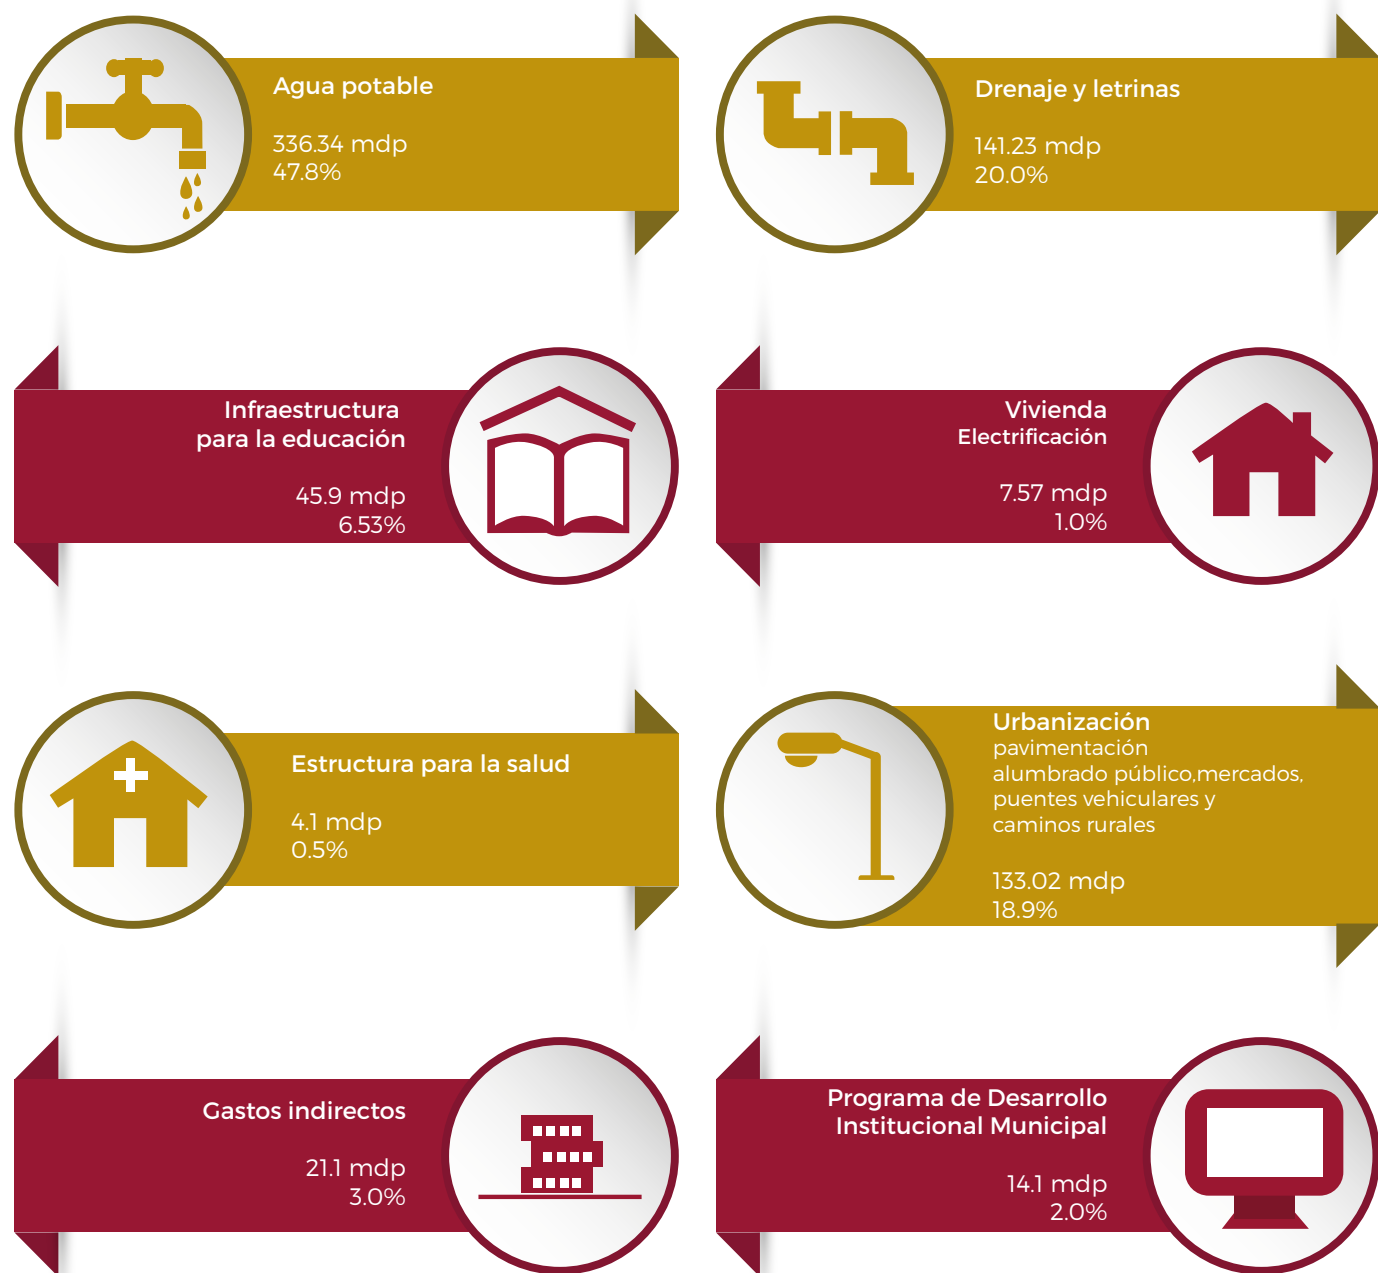 Agua potable
336.34 mdp
47.8%
Drenaje y letrinas
141.23 mdp
20.0%
Infraestructura
para la educación
45.9 mdp
6.53%
Vivienda
Electrificación
7.57 mdp
1.0%
Estructura para la salud
4.1 mdp
0.5%
Urbanización
pavimentación
alumbrado público,mercados,
puentes vehiculares y
caminos rurales
133.02 mdp
18.9%
Gastos indirectos
21.1 mdp
3.0%
Programa de Desarrollo
Institucional Municipal
14.1 mdp
2.0%